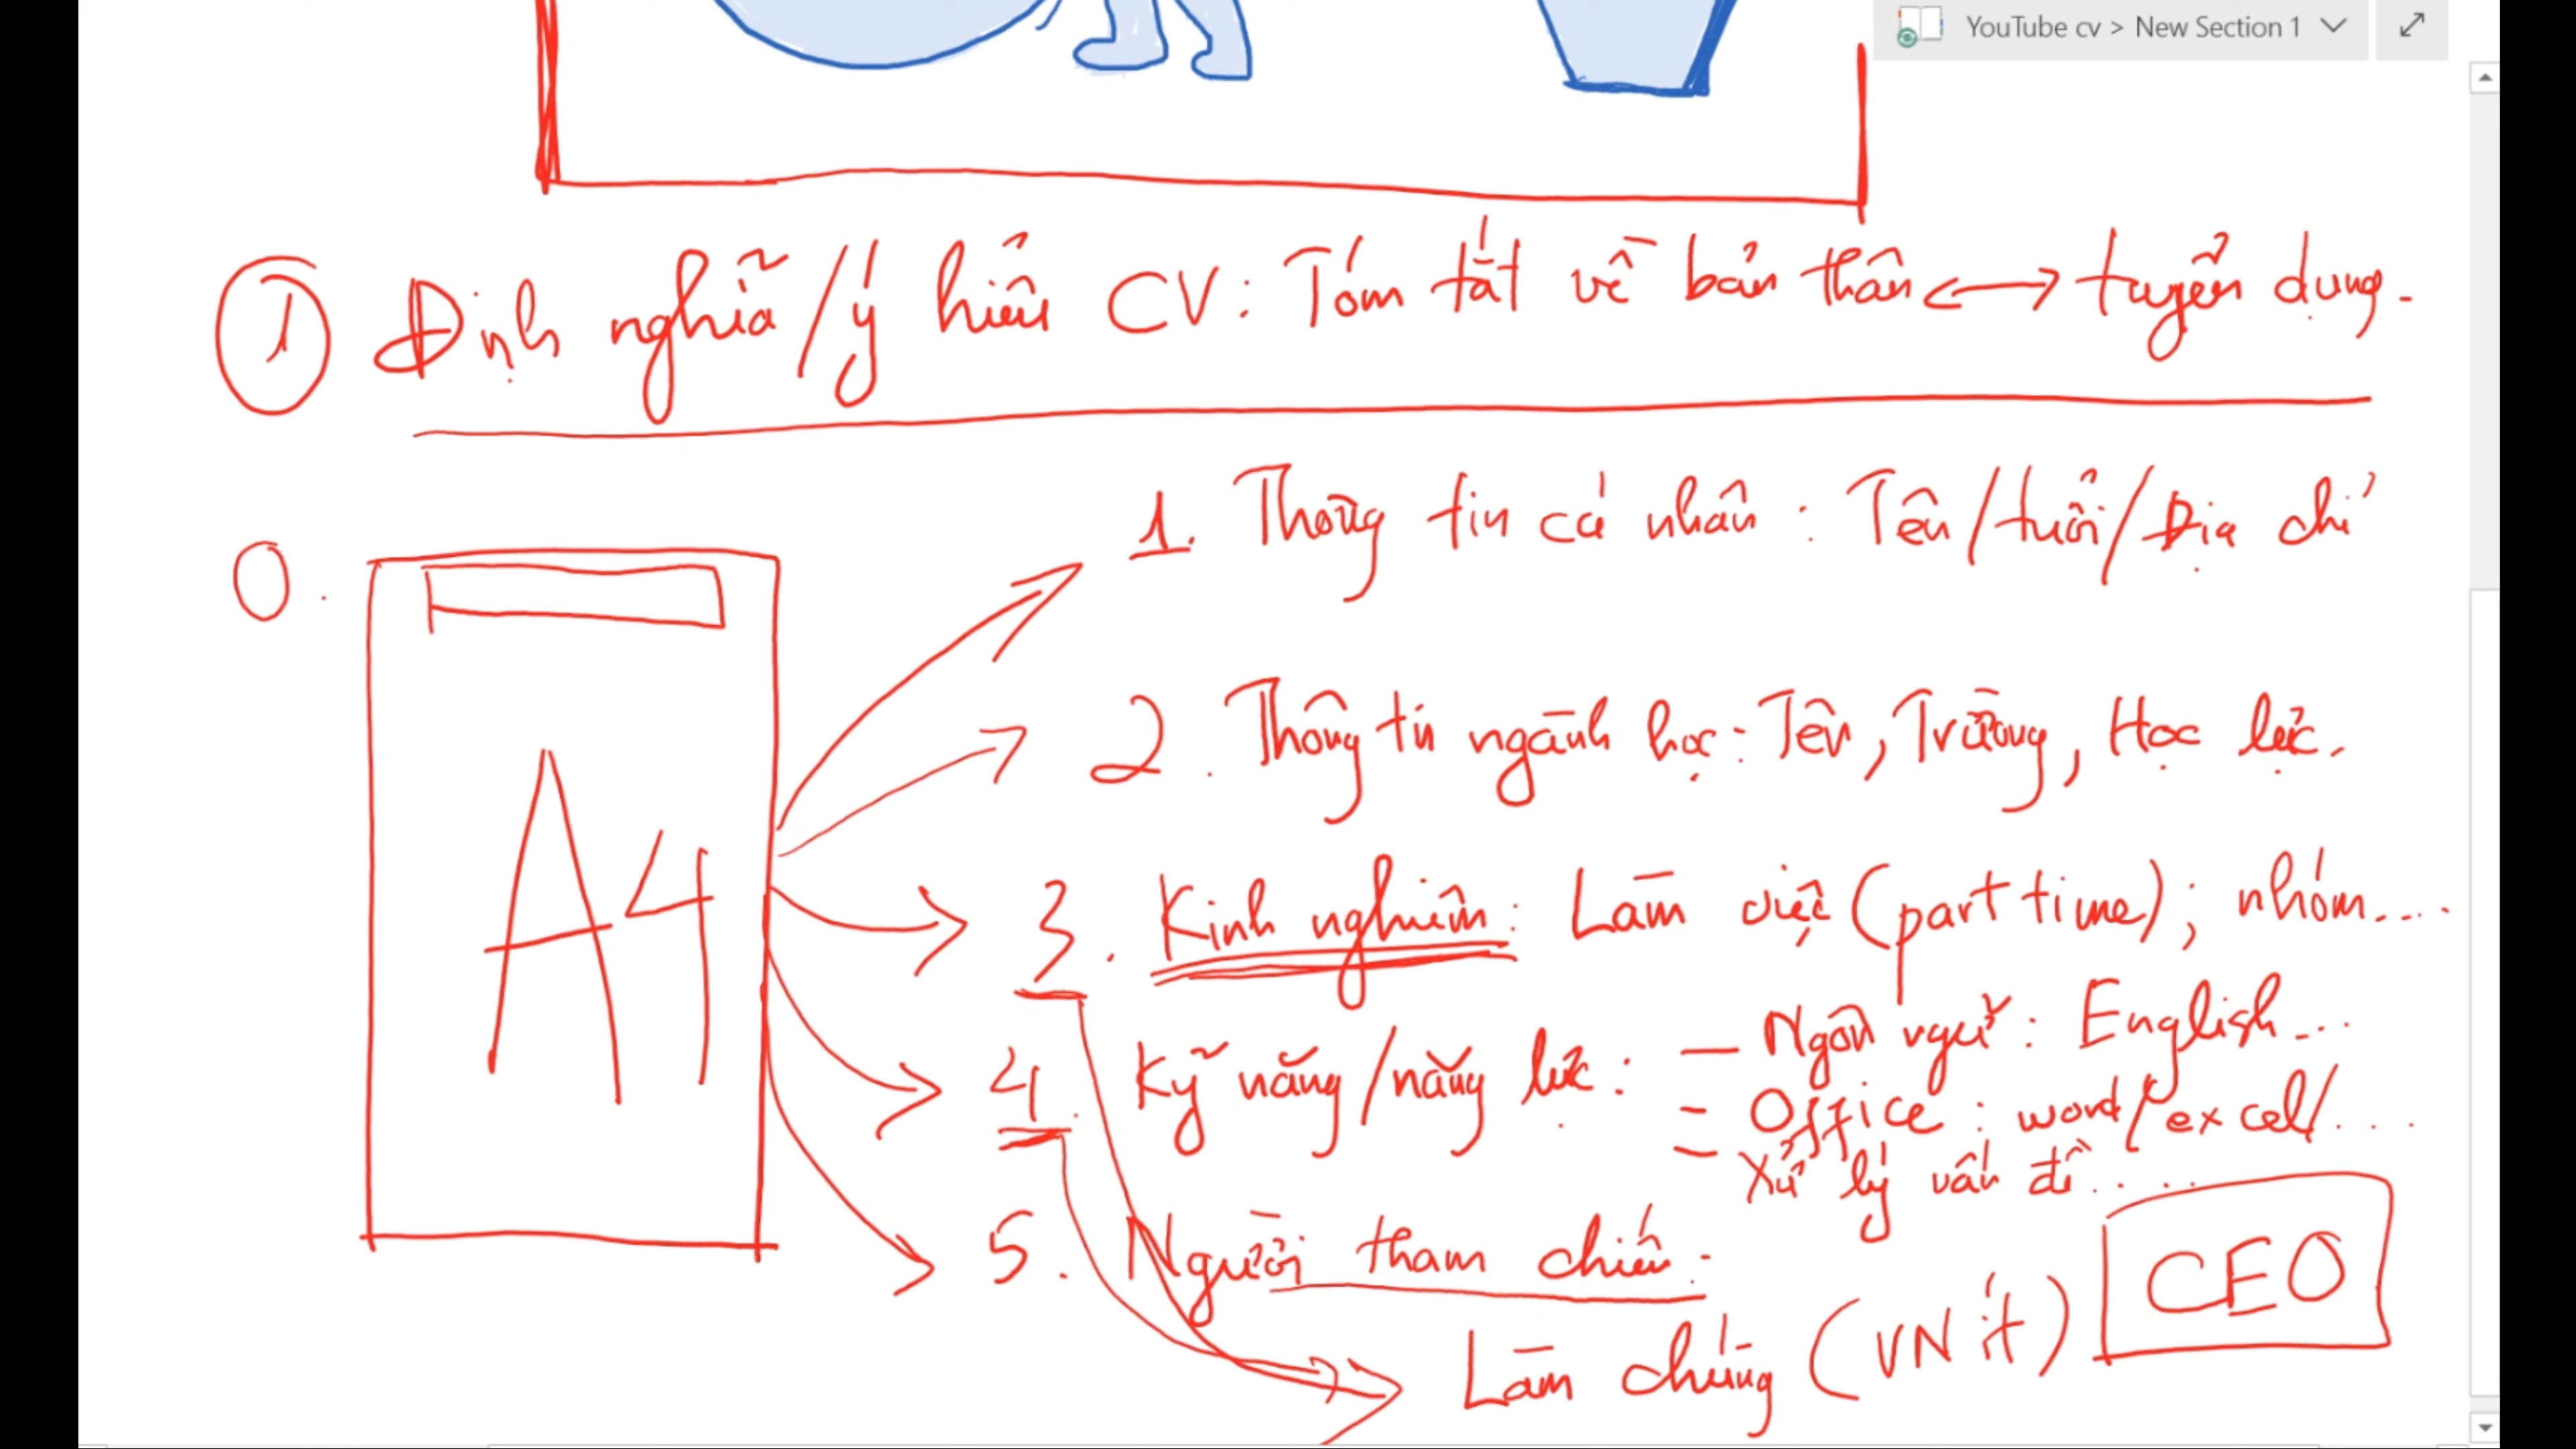 YouTube cv > New Section 1
① Định nghĩa/ý hiểu CV: Tóm tắt về bản thân ↔ tuyển dụng.
0.
A4
1. Thông tin cá nhân: Tên/tuổi/Địa chỉ
2. Thông tin ngành học: Tên, Trường, Học lực.
3. Kinh nghiệm: Làm việc (part time); nhóm....
4. Kỹ năng/năng lực: - Ngôn ngữ: English...
- Office: word/excel/...
- Xử lý vấn đề.....
5. Người tham chiếu:
Làm chứng (VN ít)
CEO